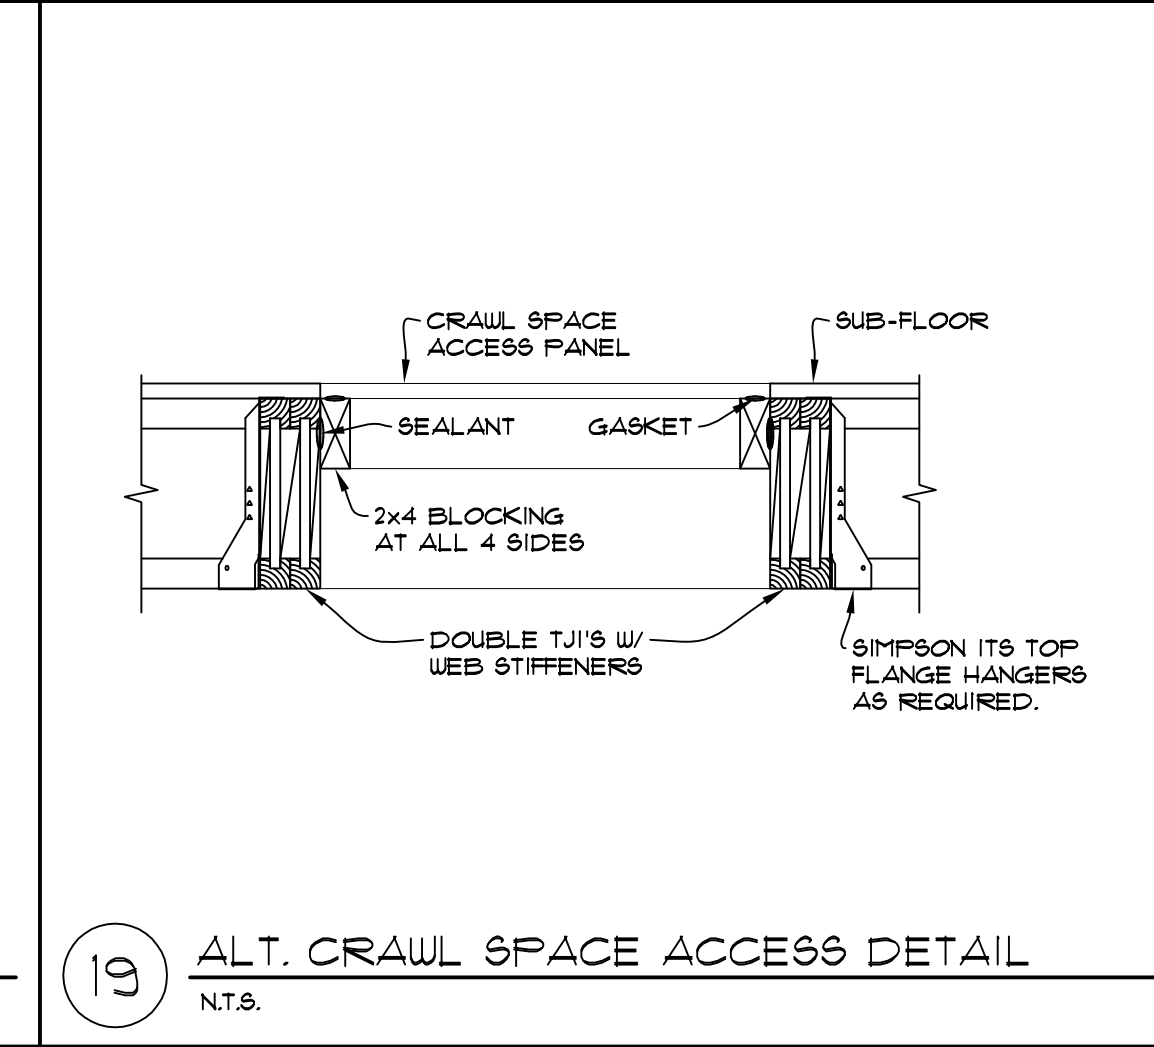 CRAWL SPACE
ACCESS PANEL
SUB-FLOOR
SEALANT
GASKET
2x4 BLOCKING
AT ALL 4 SIDES
DOUBLE TJI'S W/
WEB STIFFENERS
SIMPSON ITS TOP
FLANGE HANGERS
AS REQUIRED.
19
ALT. CRAWL SPACE ACCESS DETAIL
N.T.S.